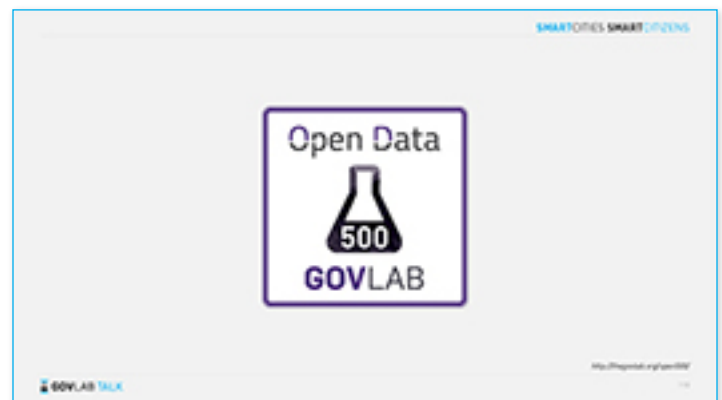 SMARTCITIES SMARTCITIZENS
Open Data
500
GOVLAB
GOVLAB TALK